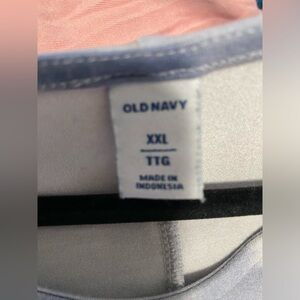 OLD NAVY
XXL
TTG
MADE IN
INDONESIA